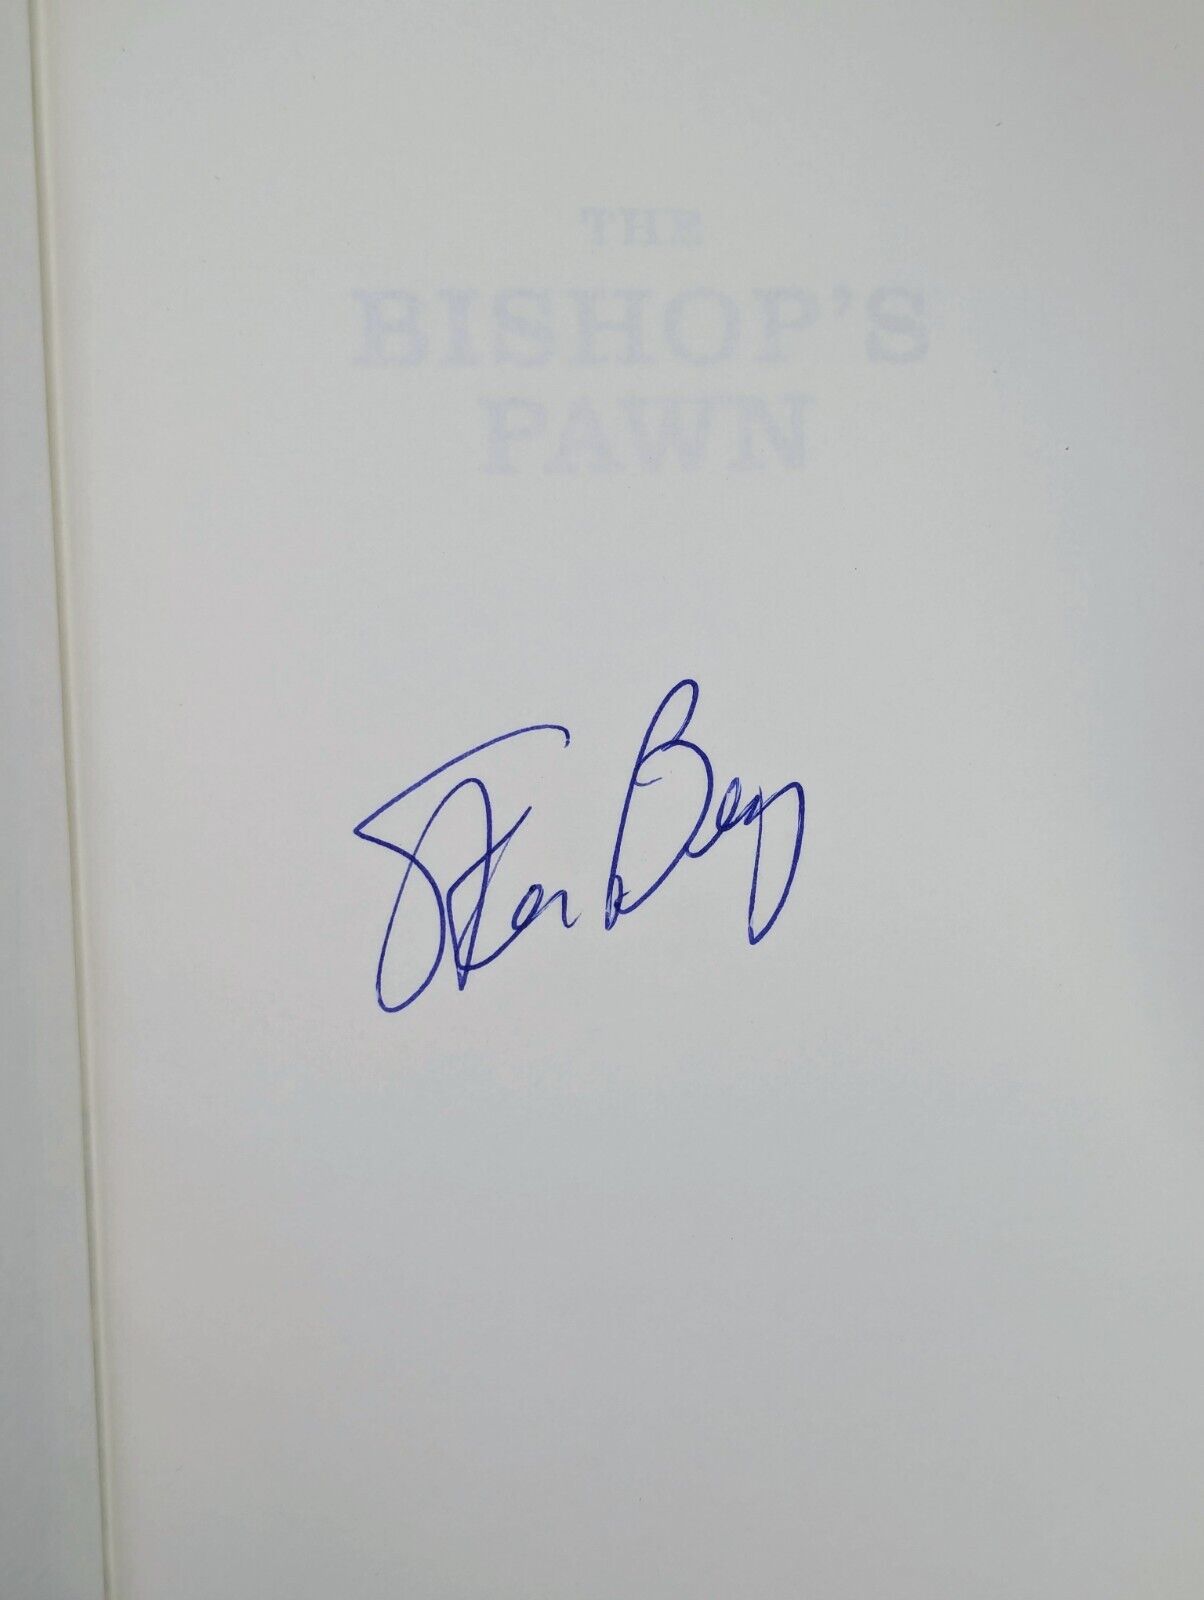 THE
BISHOP'S
PAWN
Steve Berry